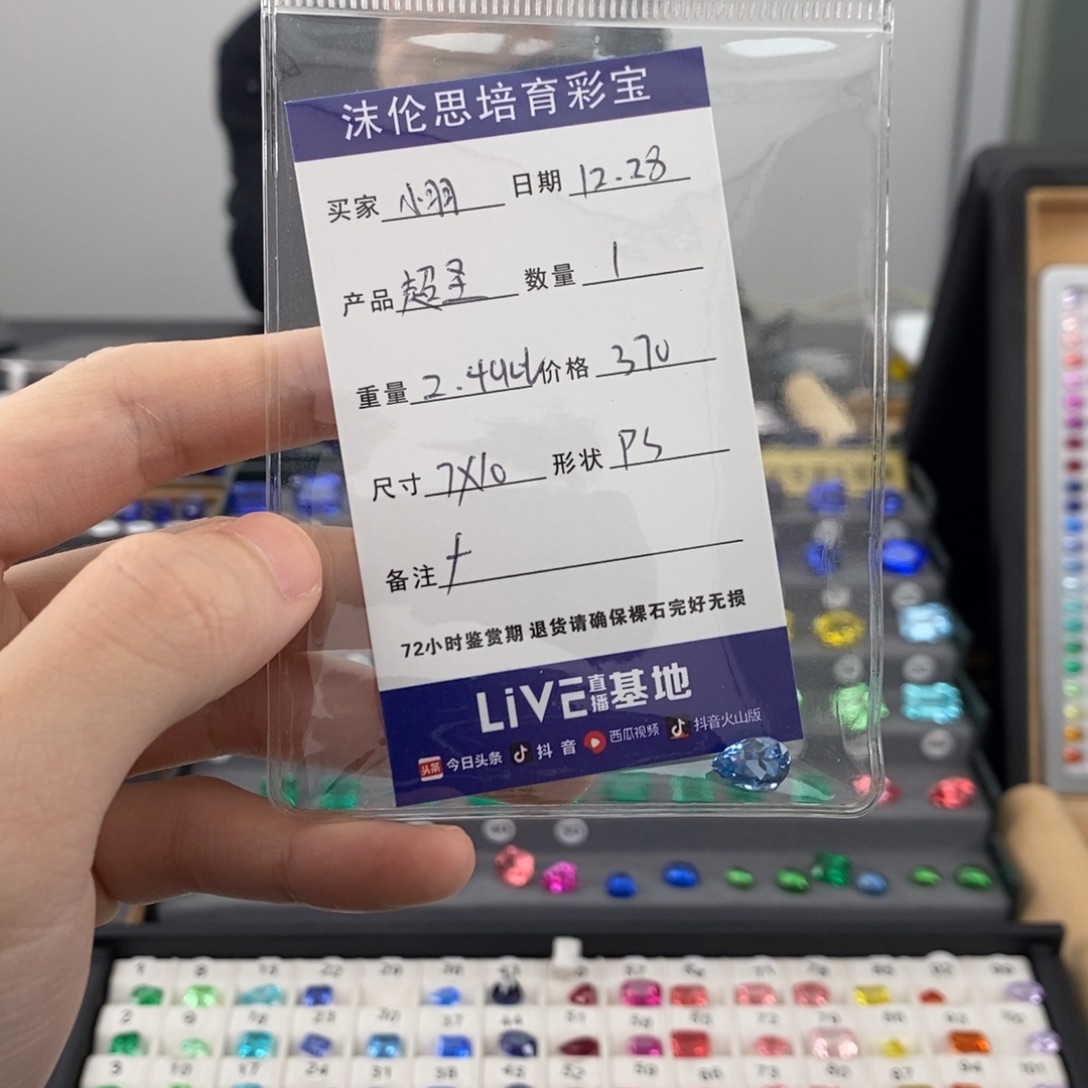 沫伦思培育彩宝
买家 小羽 日期 12.28
产品 超圣 数量 1
重量 2.44ct 价格 370
尺寸 7X10 形状 PS
备注
72小时鉴赏期 退货请确保裸石完好无损
LiVE直播基地
头条 今日头条 抖音 西瓜视频 抖音火山版